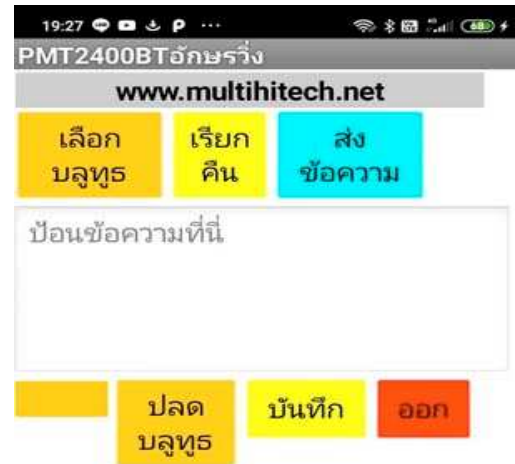 19:27
PMT2400BTอักษรวิ่ง
www.multihitech.net
เลือก
บลูทูธ
เรียก
คืน
ส่ง
ข้อความ
ป้อนข้อความที่นี่
ปลด
บลูทูธ
บันทึก
ออก